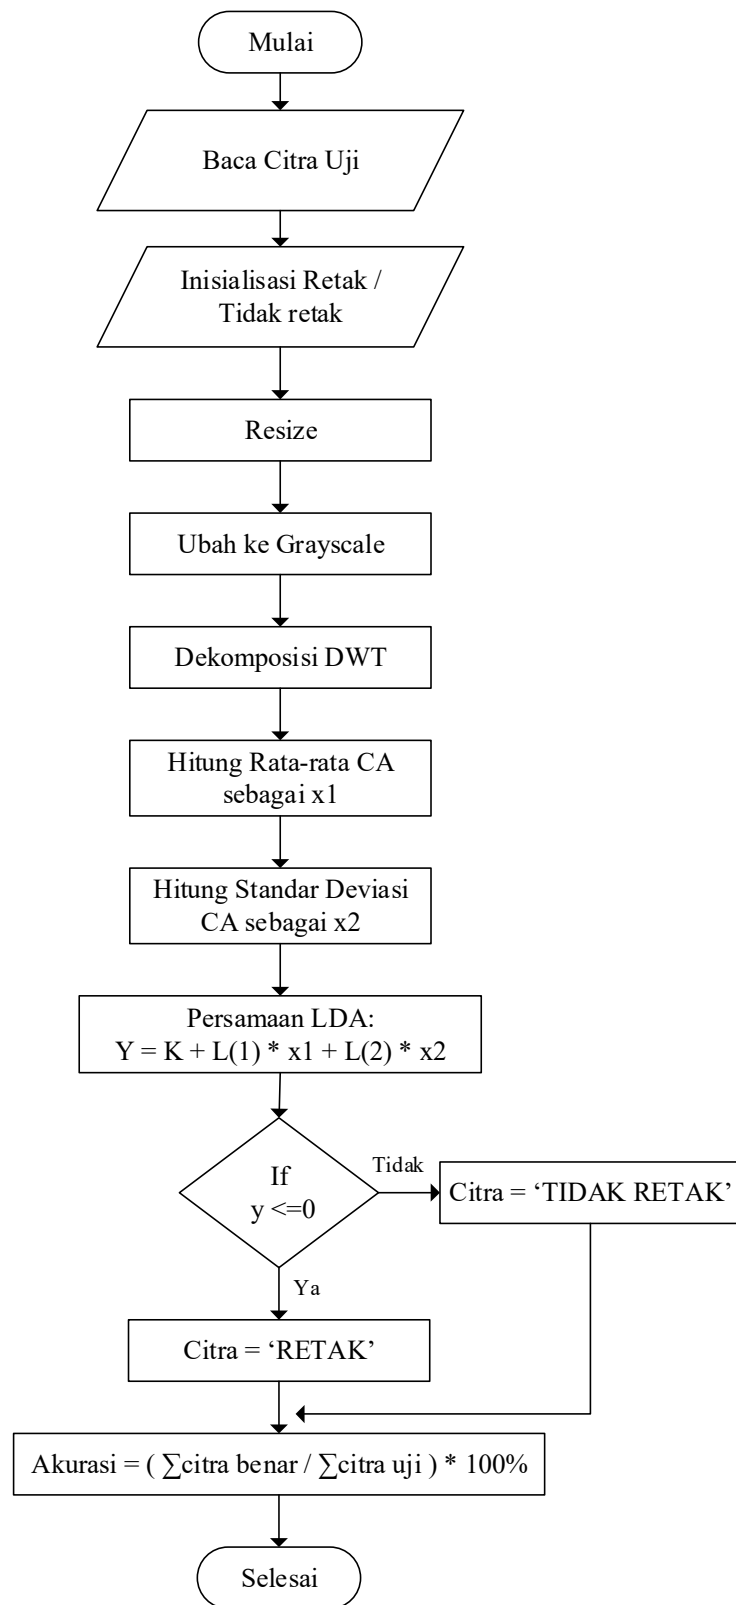 Mulai
Baca Citra Uji
Inisialisasi Retak /
Tidak retak
Resize
Ubah ke Grayscale
Dekomposisi DWT
Hitung Rata-rata CA
sebagai x1
Hitung Standar Deviasi
CA sebagai x2
Persamaan LDA:
Y = K + L(1) * x1 + L(2) * x2
If
y <=0
Tidak
Citra = ‘TIDAK RETAK’
Ya
Citra = ‘RETAK’
Akurasi = ( ∑citra benar / ∑citra uji ) * 100%
Selesai